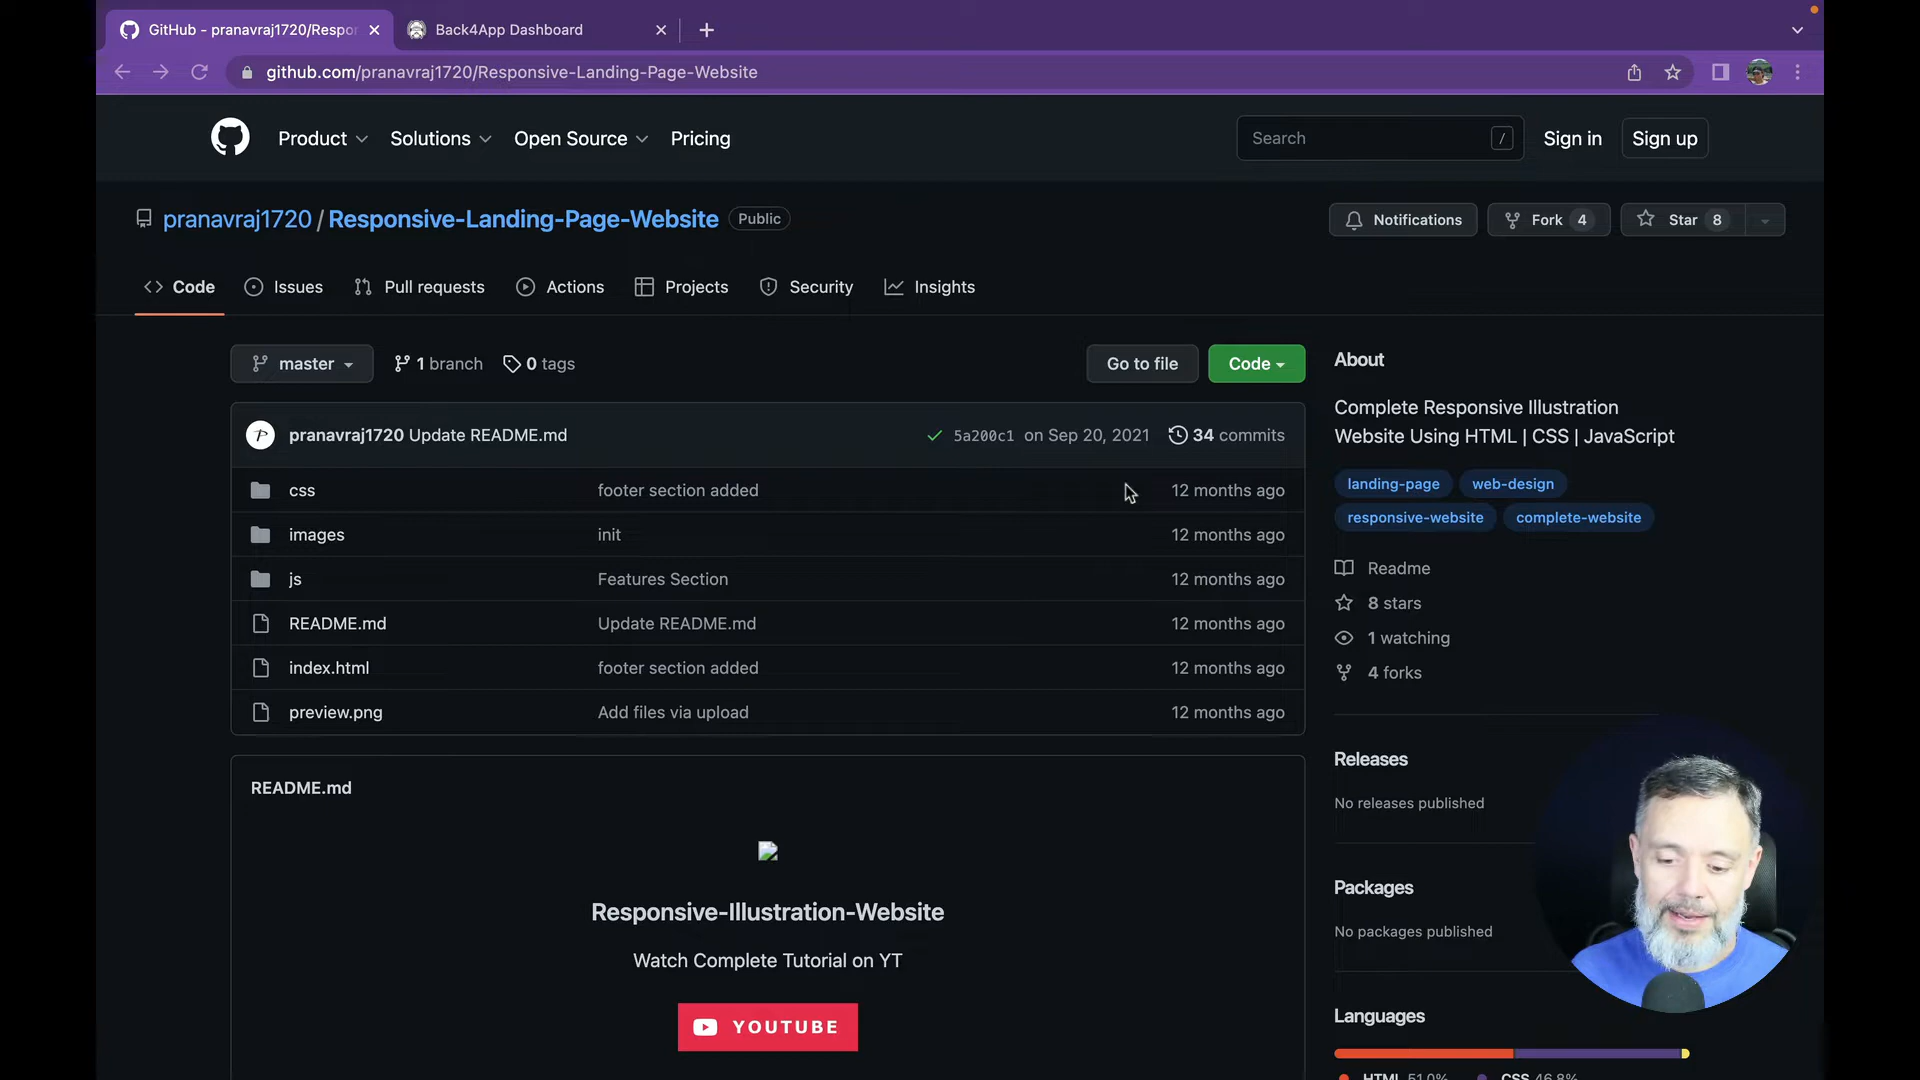 GitHub - pranavraj1720/Respo
Back4App Dashboard
github.com/pranavraj1720/Responsive-Landing-Page-Website
Product
Solutions
Open Source
Pricing
Search /
Sign in
Sign up
pranavraj1720 / Responsive-Landing-Page-Website Public
Notifications
Fork 4
Star 8
Code
Issues
Pull requests
Actions
Projects
Security
Insights
master
1 branch
0 tags
Go to file
Code
pranavraj1720 Update README.md
5a200c1 on Sep 20, 2021
34 commits
css footer section added 12 months ago
images init 12 months ago
js Features Section 12 months ago
README.md Update README.md 12 months ago
index.html footer section added 12 months ago
preview.png Add files via upload 12 months ago
README.md
Responsive-Illustration-Website
Watch Complete Tutorial on YT
YOUTUBE
About
Complete Responsive Illustration
Website Using HTML | CSS | JavaScript
landing-page web-design
responsive-website complete-website
Readme
8 stars
1 watching
4 forks
Releases
No releases published
Packages
No packages published
Languages
HTML 51.0% CSS 46.8%